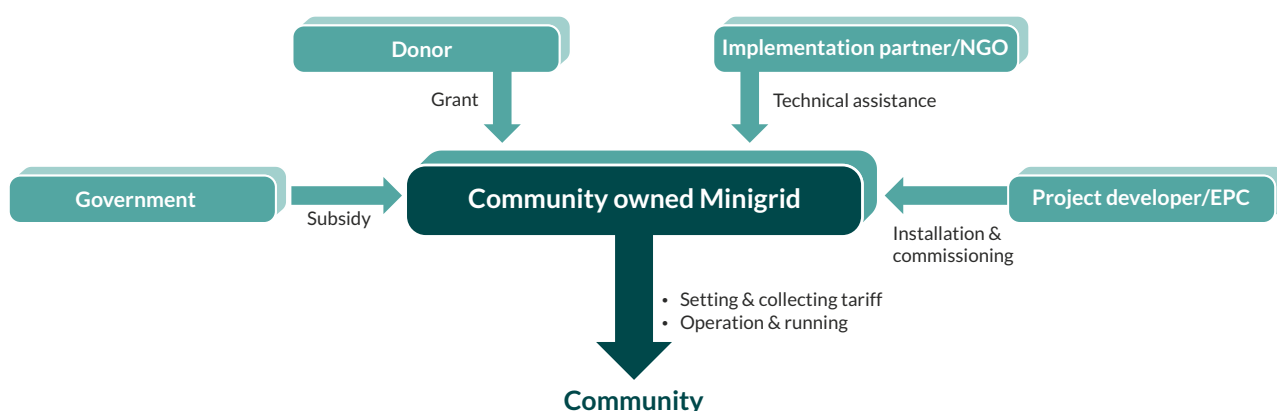 Donor
Implementation partner/NGO
Grant
Technical assistance
Government
Community owned Minigrid
Project developer/EPC
Subsidy
Installation &
commissioning
• Setting & collecting tariff
• Operation & running
Community